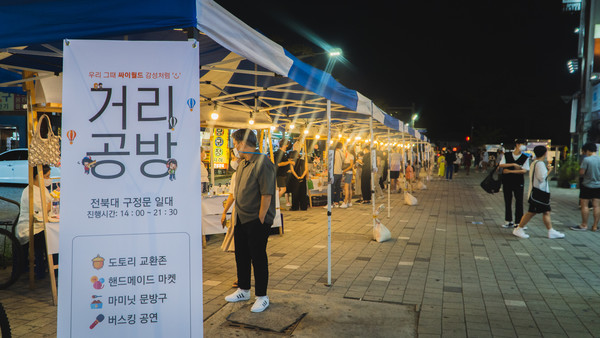 우리 그때 싸이월드 감성처럼
거리
공방
전북대 구정문 일대
진행시간 : 14 : 00 ~ 21 : 30
도토리 교환존
핸드메이드 마켓
마미닛 문방구
버스킹 공연